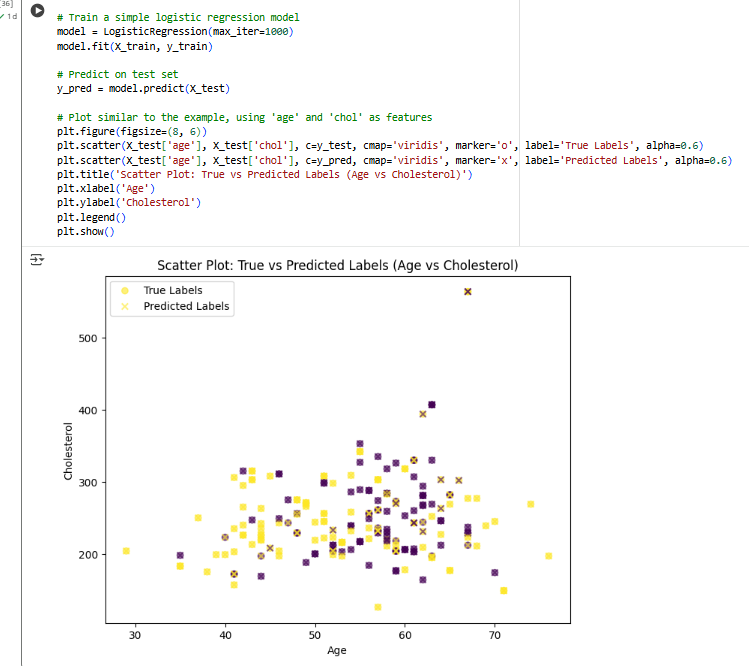 [36]
✓ 1d
# Train a simple logistic regression model
model = LogisticRegression(max_iter=1000)
model.fit(X_train, y_train)
# Predict on test set
y_pred = model.predict(X_test)
# Plot similar to the example, using 'age' and 'chol' as features
plt.figure(figsize=(8, 6))
plt.scatter(X_test['age'], X_test['chol'], c=y_test, cmap='viridis', marker='o', label='True Labels', alpha=0.6)
plt.scatter(X_test['age'], X_test['chol'], c=y_pred, cmap='viridis', marker='x', label='Predicted Labels', alpha=0.6)
plt.title('Scatter Plot: True vs Predicted Labels (Age vs Cholesterol)')
plt.xlabel('Age')
plt.ylabel('Cholesterol')
plt.legend()
plt.show()
Scatter Plot: True vs Predicted Labels (Age vs Cholesterol)
True Labels
Predicted Labels
500
400
300
200
Cholesterol
30 40 50 60 70
Age